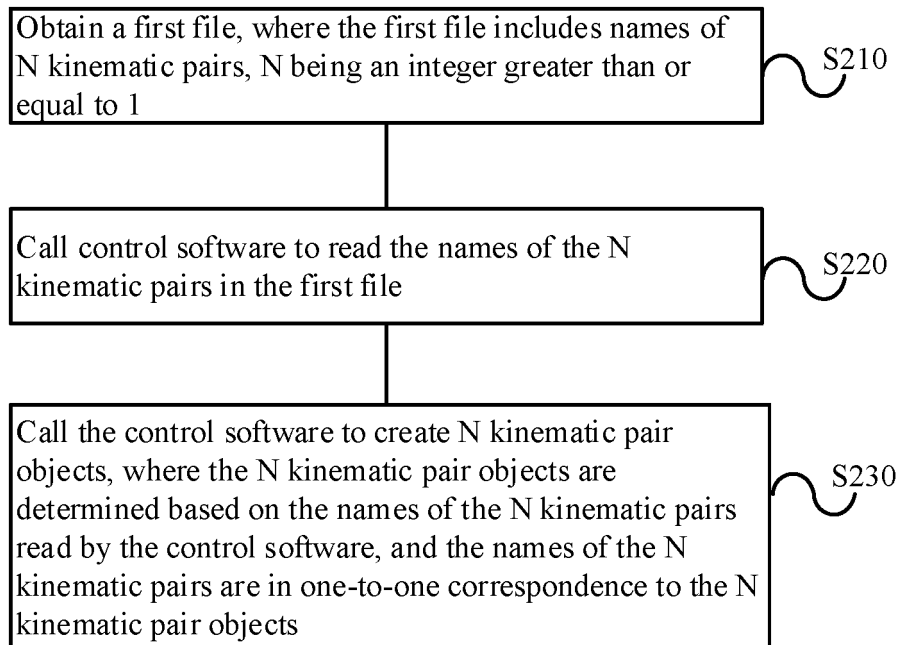 Obtain a first file, where the first file includes names of
N kinematic pairs, N being an integer greater than or
equal to 1
S210
Call control software to read the names of the N
kinematic pairs in the first file
S220
Call the control software to create N kinematic pair
objects, where the N kinematic pair objects are
determined based on the names of the N kinematic pairs
read by the control software, and the names of the N
kinematic pairs are in one-to-one correspondence to the N
kinematic pair objects
S230